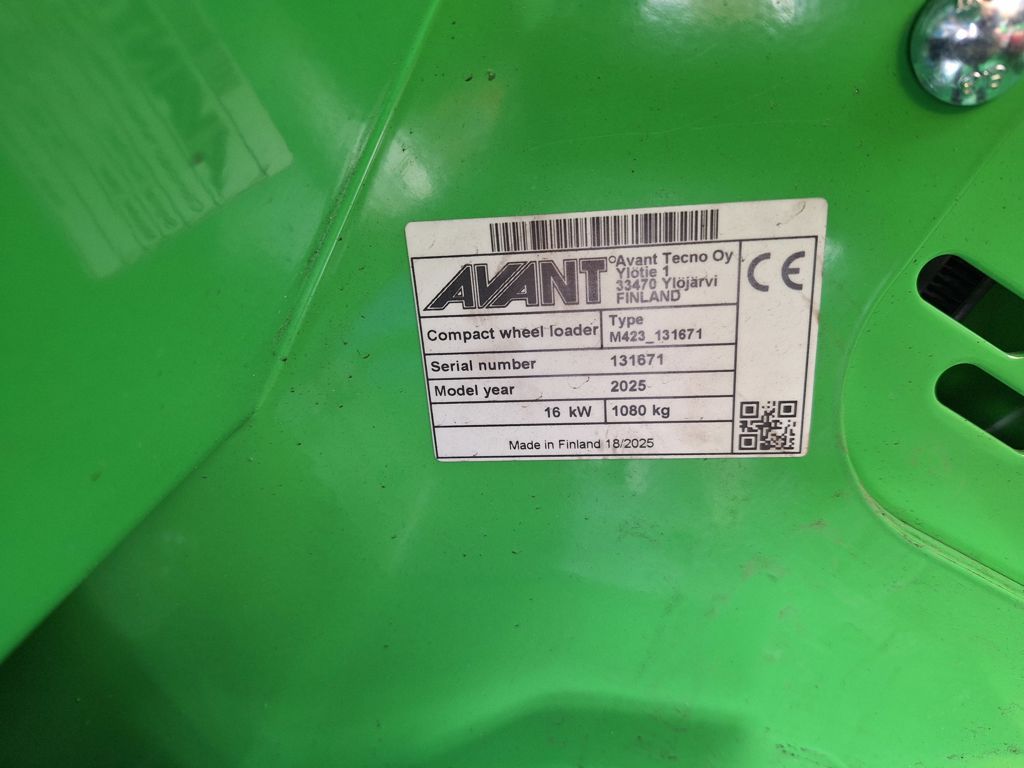 AVANT
Avant Tecno Oy
Ylötie 1
33470 Ylöjärvi
FINLAND
CE
Compact wheel loader
Type
M423_131671
Serial number 131671
Model year 2025
16 kW 1080 kg
Made in Finland 18/2025